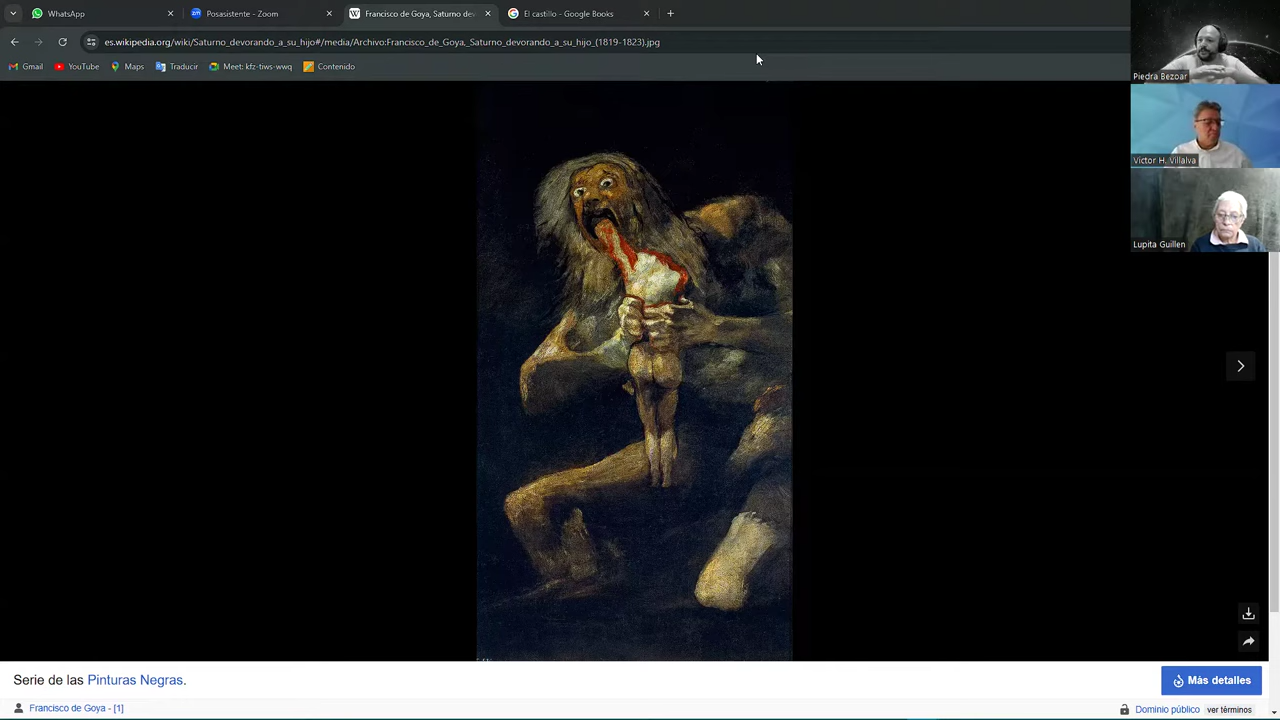 WhatsApp
Posasistente - Zoom
Francisco de Goya, Saturno dev
El castillo - Google Books
es.wikipedia.org/wiki/Saturno_devorando_a_su_hijo#/media/Archivo:Francisco_de_Goya,_Saturno_devorando_a_su_hijo_(1819-1823).jpg
Gmail
YouTube
Maps
Traducir
Meet: kfz-tiws-wwq
Contenido
Piedra Bezoar
Víctor H. Villalva
Lupita Guillen
Serie de las Pinturas Negras.
Más detalles
Francisco de Goya - [1]
Dominio público ver términos